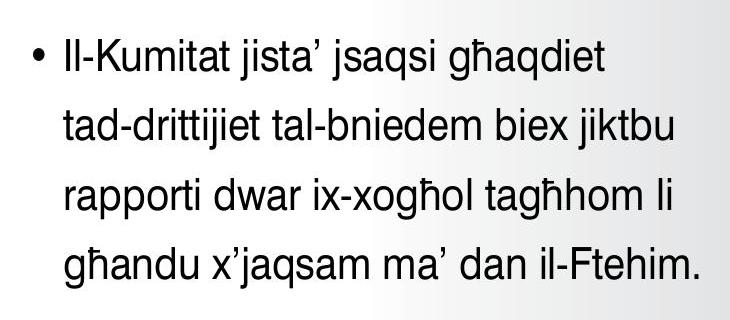 • Il-Kumitat jista’ jsaqsi għaqdiet
tad-drittijiet tal-bniedem biex jiktbu
rapporti dwar ix-xogħol tagħhom li
għandu x’jaqsam ma’ dan il-Ftehim.